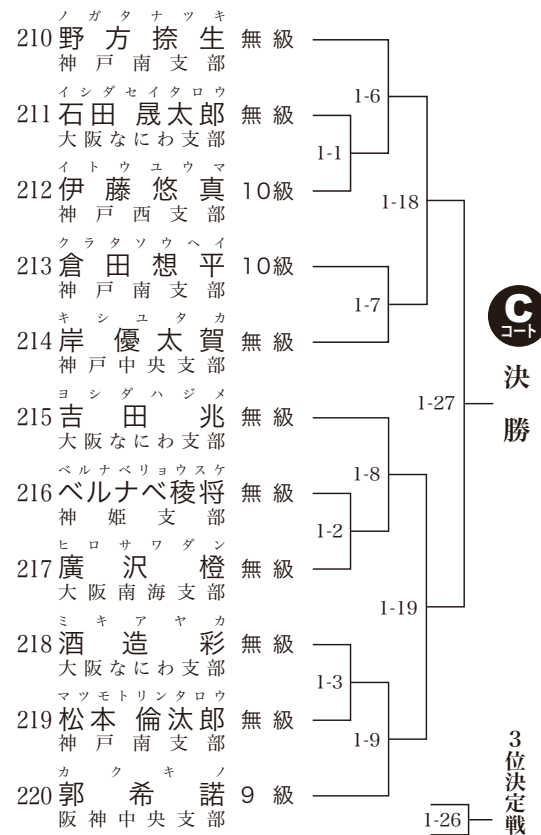 ノガタナツキ
210 野方捺生 無級
神戸南支部
イシダセイタロウ
211 石田晟太郎 無級
大阪なにわ支部
イトウユウマ
212 伊藤悠真 10級
神戸西支部
クラタソウヘイ
213 倉田想平 10級
神戸南支部
キシユタカ
214 岸優太賀 無級
神戸中央支部
ヨシダハジメ
215 吉田兆 無級
大阪なにわ支部
ベルナベリョウスケ
216 ベルナベ稜将 無級
神姫支部
ヒロサワダン
217 廣沢橙 無級
大阪南海支部
ミキアヤカ
218 酒造彩 無級
大阪なにわ支部
マツモトリンタロウ
219 松本倫汰郎 無級
神戸南支部
カクキノ
220 郭希諾 9級
阪神中央支部
1-6
1-1
1-18
1-7
1-27
1-8
1-2
1-19
1-3
1-9
C
コート
決勝
3位決定戦
1-26